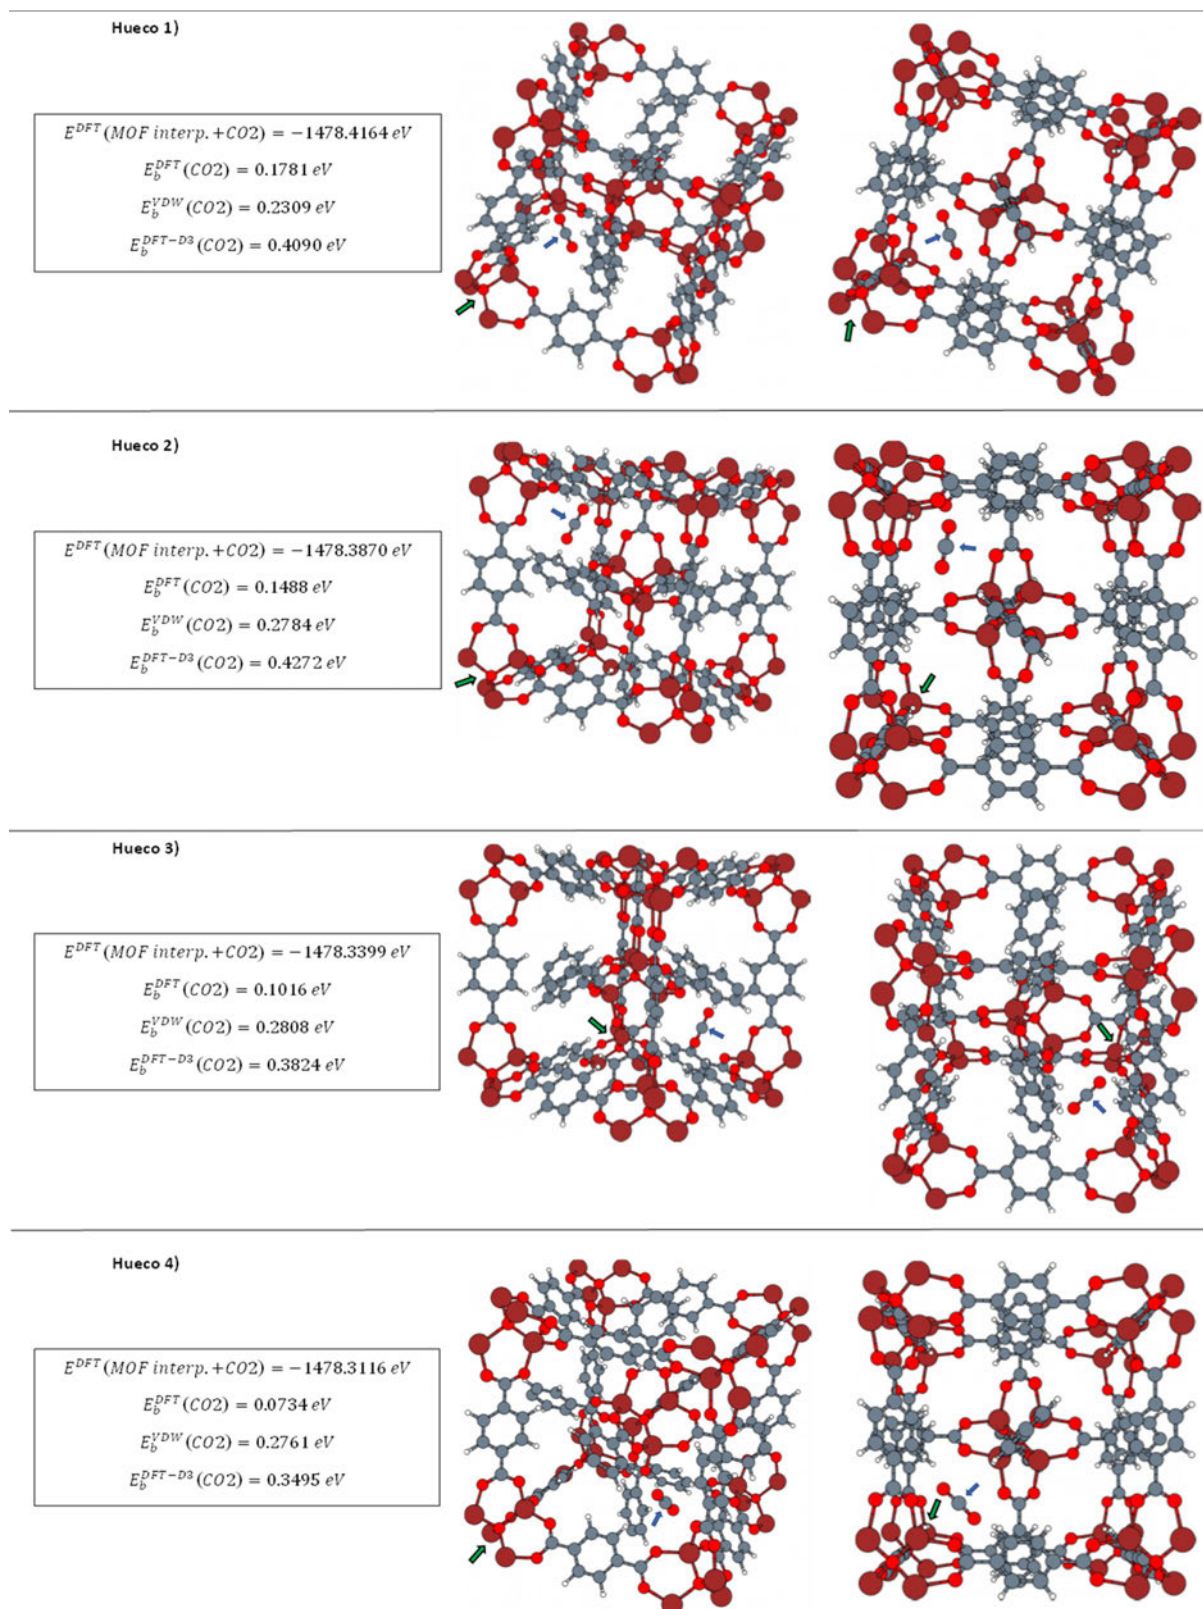 Hueco 1)
E^DFT(MOF interp.+CO2) = −1478.4164 eV
E_b^DFT(CO2) = 0.1781 eV
E_b^VDW(CO2) = 0.2309 eV
E_b^DFT−D3(CO2) = 0.4090 eV
Hueco 2)
E^DFT(MOF interp.+CO2) = −1478.3870 eV
E_b^DFT(CO2) = 0.1488 eV
E_b^VDW(CO2) = 0.2784 eV
E_b^DFT−D3(CO2) = 0.4272 eV
Hueco 3)
E^DFT(MOF interp.+CO2) = −1478.3399 eV
E_b^DFT(CO2) = 0.1016 eV
E_b^VDW(CO2) = 0.2808 eV
E_b^DFT−D3(CO2) = 0.3824 eV
Hueco 4)
E^DFT(MOF interp.+CO2) = −1478.3116 eV
E_b^DFT(CO2) = 0.0734 eV
E_b^VDW(CO2) = 0.2761 eV
E_b^DFT−D3(CO2) = 0.3495 eV